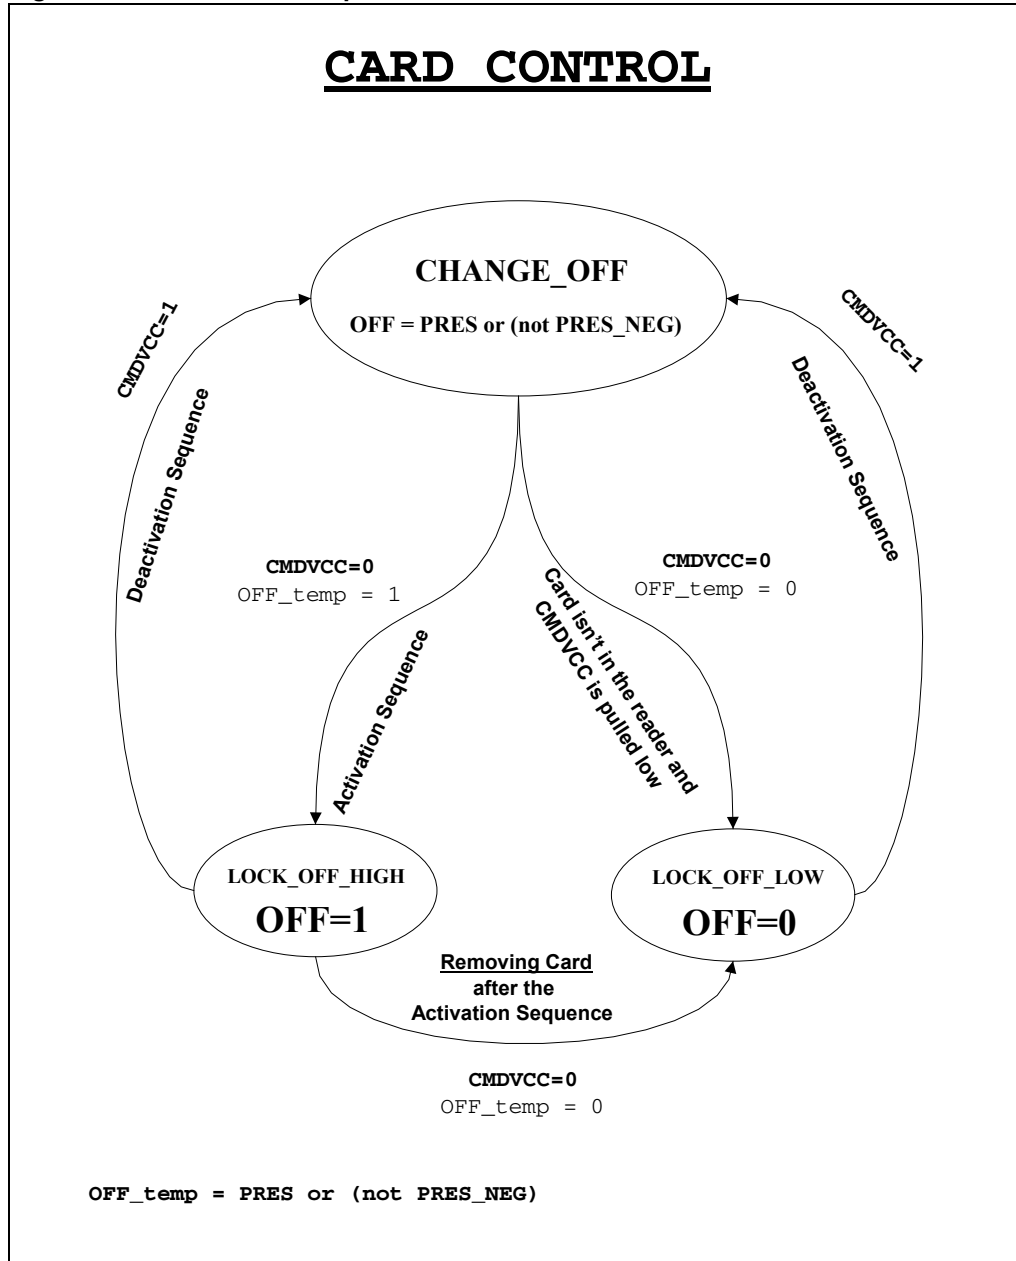 CARD CONTROL
CHANGE_OFF
OFF = PRES or (not PRES_NEG)
CMDVCC=1
Deactivation Sequence
CMDVCC=1
Deactivation Sequence
CMDVCC=0
OFF_temp = 1
Activation Sequence
CMDVCC=0
OFF_temp = 0
Card isn't in the reader and
CMDVCC is pulled low
LOCK_OFF_HIGH
OFF=1
LOCK_OFF_LOW
OFF=0
Removing Card
after the
Activation Sequence
CMDVCC=0
OFF_temp = 0
OFF_temp = PRES or (not PRES_NEG)